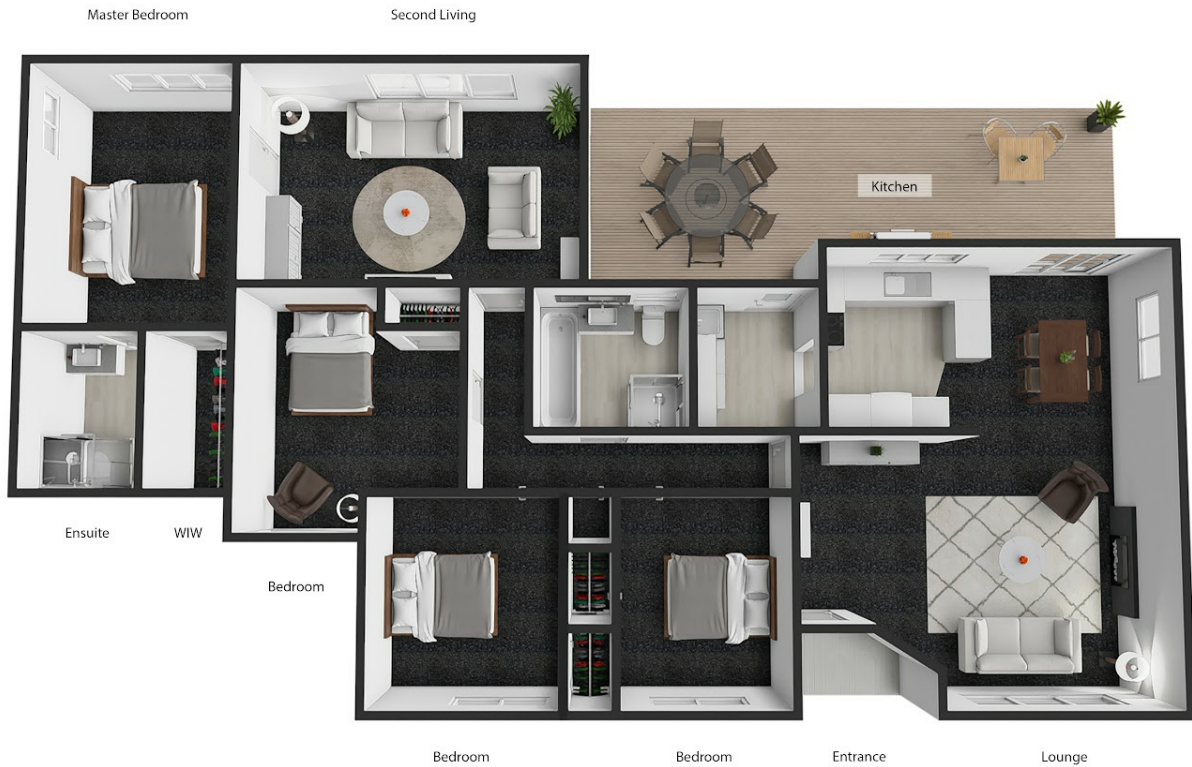 Master Bedroom
Second Living
Kitchen
Ensuite
WIW
Bedroom
Bedroom
Bedroom
Entrance
Lounge